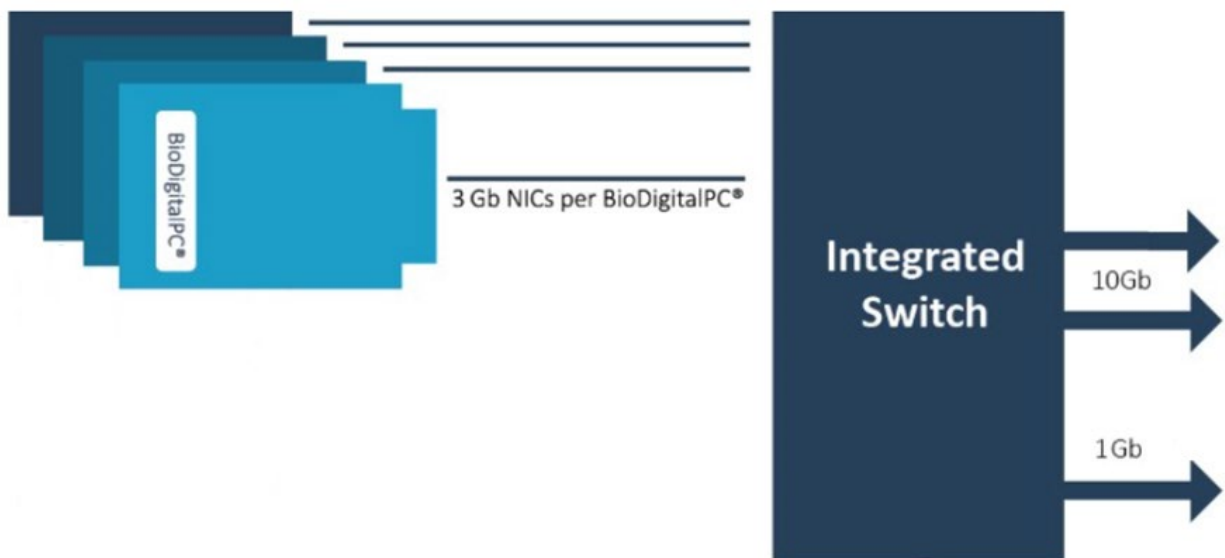 BioDigitalPC®
3 Gb NICs per BioDigitalPC®
Integrated
Switch
10Gb
1Gb